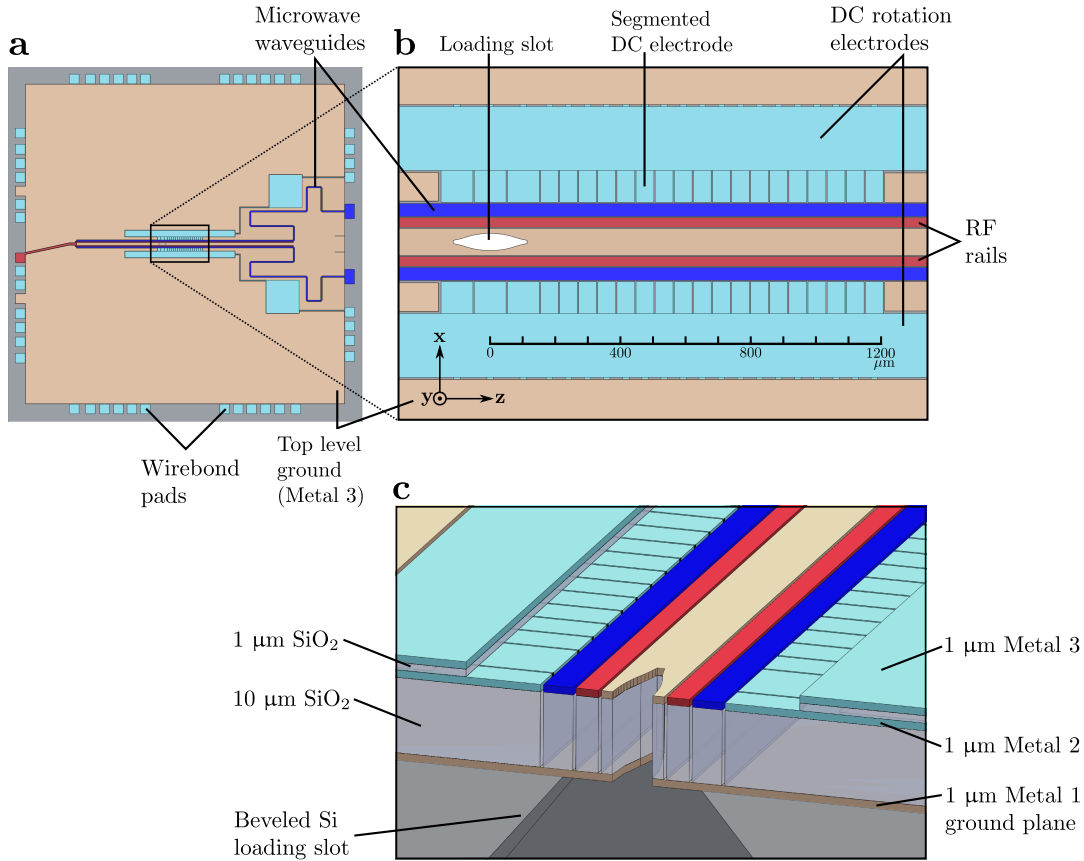 a
Microwave
waveguides
Wirebond
pads
Top level
ground
(Metal 3)
b
Loading slot
Segmented
DC electrode
DC rotation
electrodes
RF
rails
0
400
800
1200
μm
x
y
z
c
1 μm SiO₂
10 μm SiO₂
Beveled Si
loading slot
1 μm Metal 3
1 μm Metal 2
1 μm Metal 1
ground plane